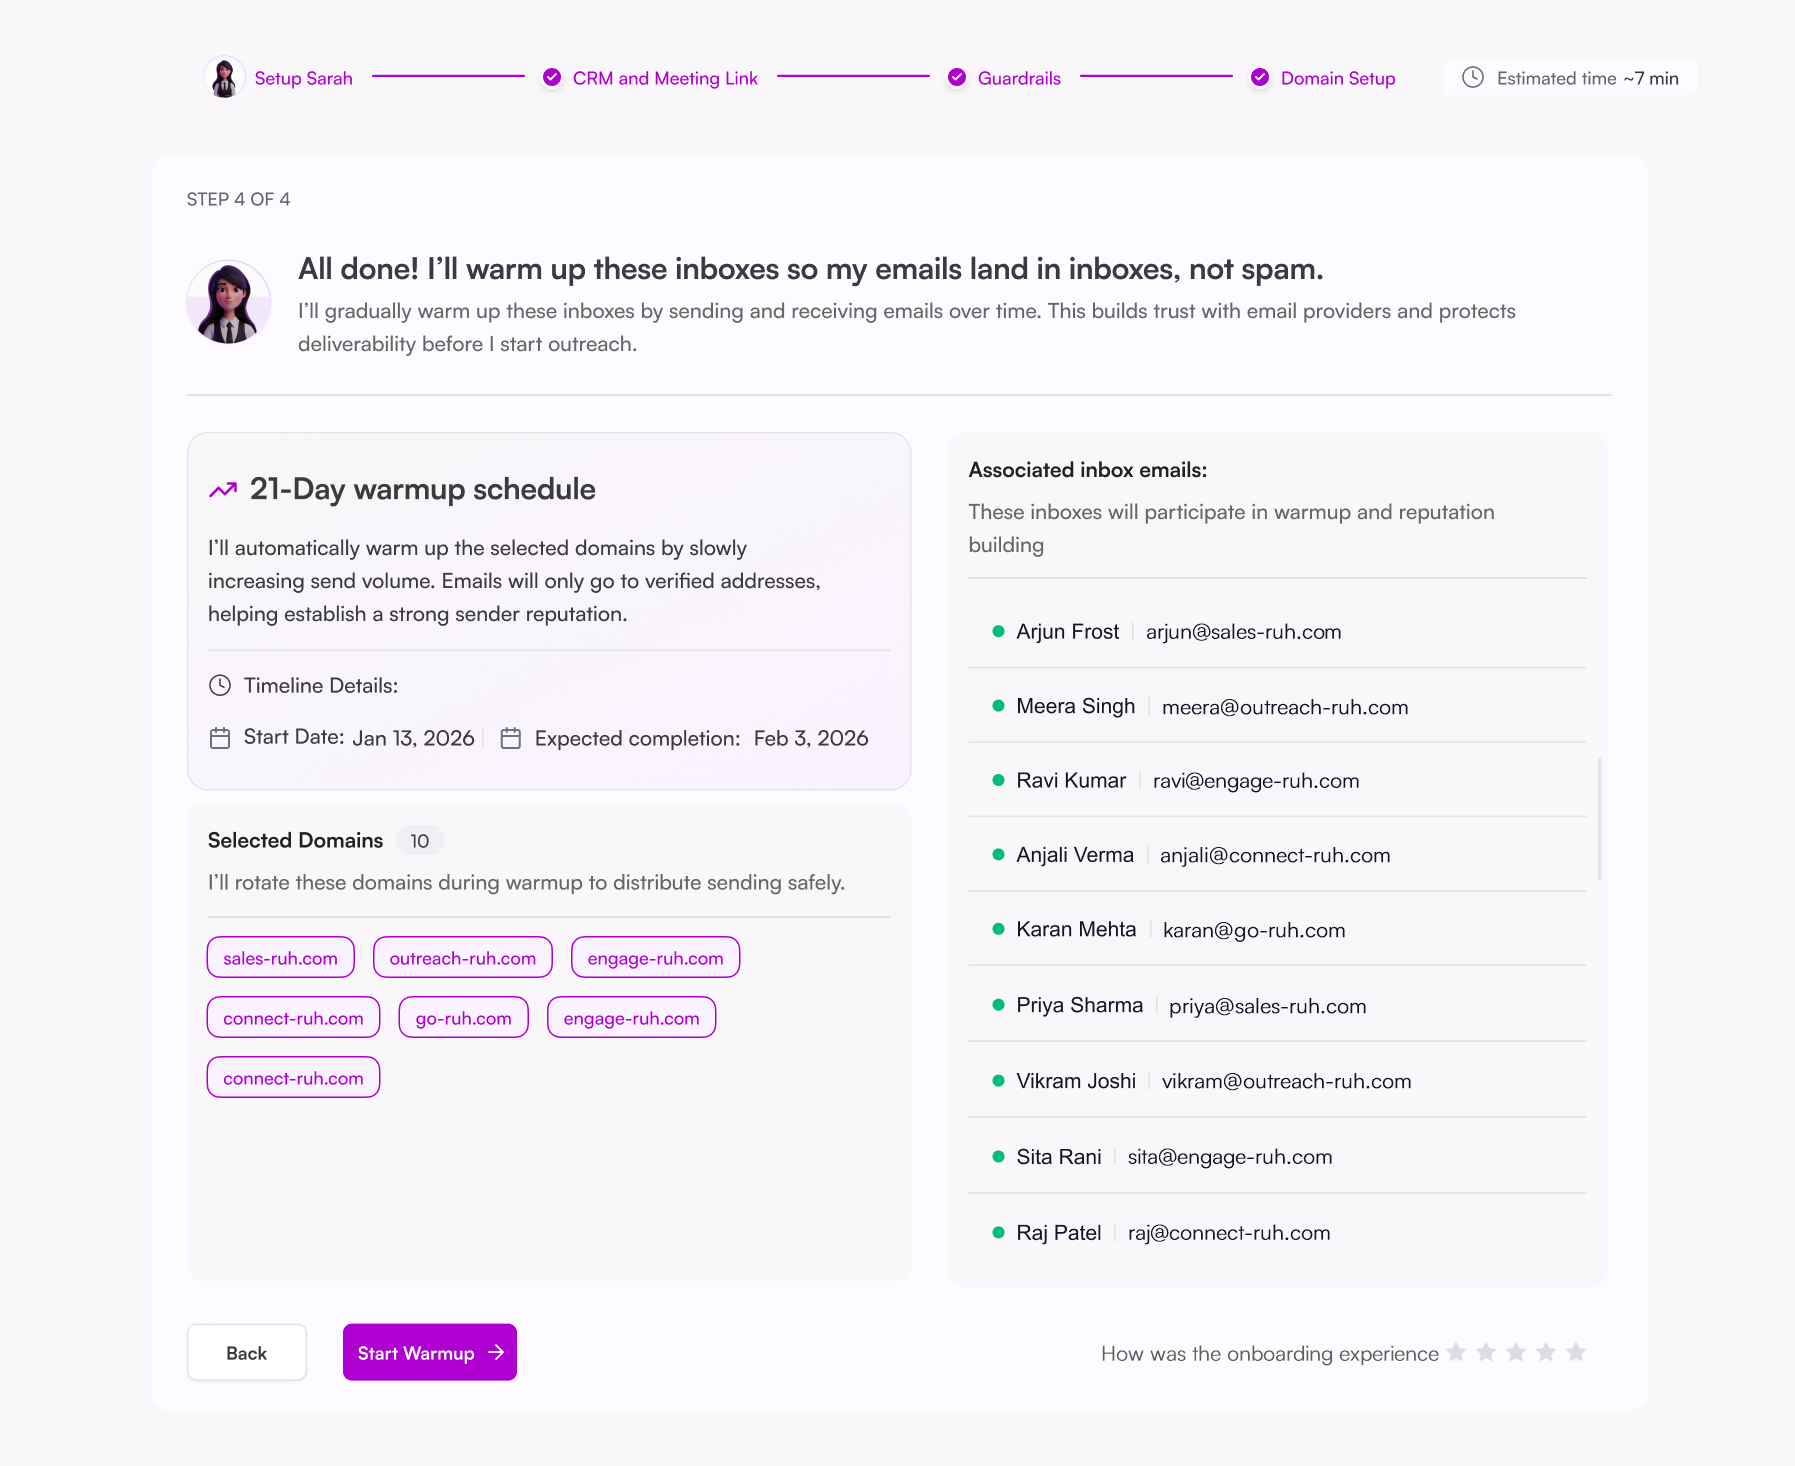 Setup Sarah
CRM and Meeting Link
Guardrails
Domain Setup
Estimated time ~7 min
STEP 4 OF 4
All done! I’ll warm up these inboxes so my emails land in inboxes, not spam.
I’ll gradually warm up these inboxes by sending and receiving emails over time. This builds trust with email providers and protects
deliverability before I start outreach.
21-Day warmup schedule
I’ll automatically warm up the selected domains by slowly
increasing send volume. Emails will only go to verified addresses,
helping establish a strong sender reputation.
Timeline Details:
Start Date: Jan 13, 2026
Expected completion: Feb 3, 2026
Selected Domains 10
I’ll rotate these domains during warmup to distribute sending safely.
sales-ruh.com
outreach-ruh.com
engage-ruh.com
connect-ruh.com
go-ruh.com
engage-ruh.com
connect-ruh.com
Associated inbox emails:
These inboxes will participate in warmup and reputation
building
Arjun Frost arjun@sales-ruh.com
Meera Singh meera@outreach-ruh.com
Ravi Kumar ravi@engage-ruh.com
Anjali Verma anjali@connect-ruh.com
Karan Mehta karan@go-ruh.com
Priya Sharma priya@sales-ruh.com
Vikram Joshi vikram@outreach-ruh.com
Sita Rani sita@engage-ruh.com
Raj Patel raj@connect-ruh.com
Back
Start Warmup
How was the onboarding experience